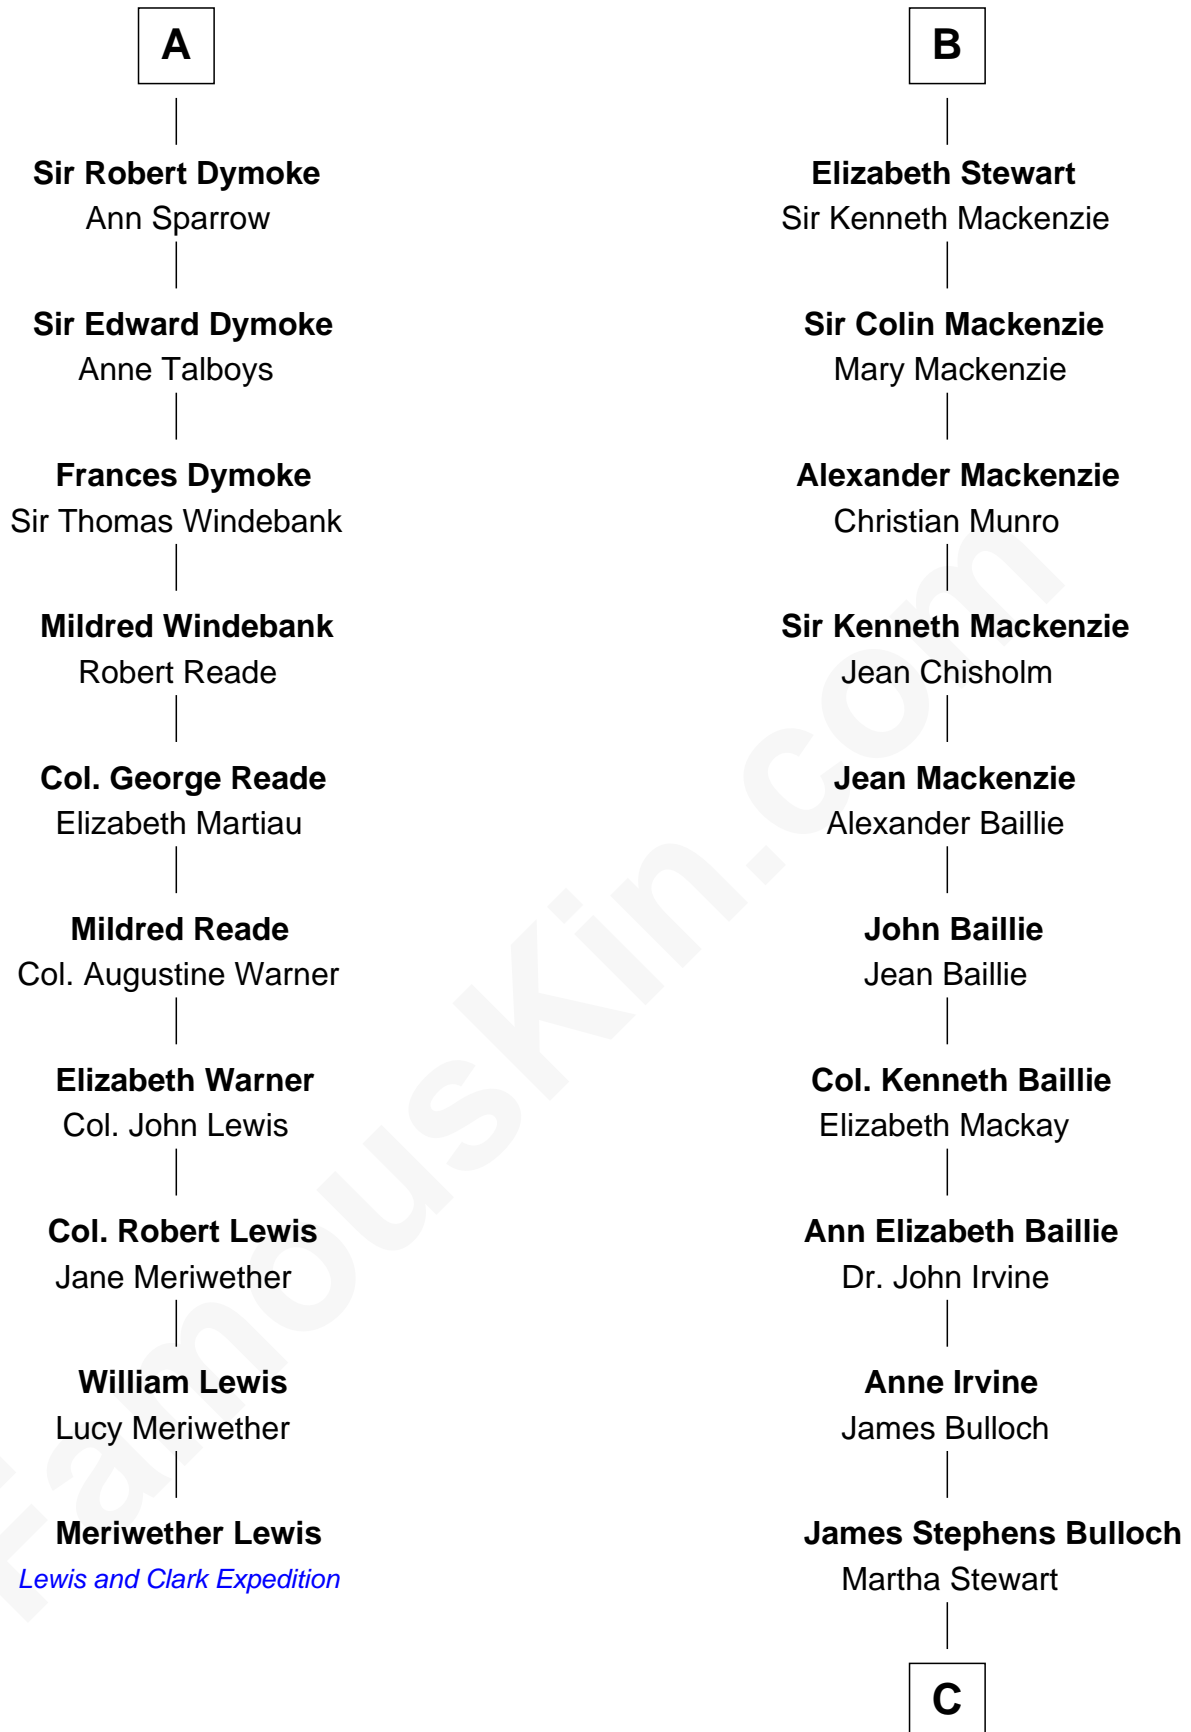 A
Sir Robert Dymoke
Ann Sparrow
Sir Edward Dymoke
Anne Talboys
Frances Dymoke
Sir Thomas Windebank
Mildred Windebank
Robert Reade
Col. George Reade
Elizabeth Martiau
Mildred Reade
Col. Augustine Warner
Elizabeth Warner
Col. John Lewis
Col. Robert Lewis
Jane Meriwether
William Lewis
Lucy Meriwether
Meriwether Lewis
Lewis and Clark Expedition
B
Elizabeth Stewart
Sir Kenneth Mackenzie
Sir Colin Mackenzie
Mary Mackenzie
Alexander Mackenzie
Christian Munro
Sir Kenneth Mackenzie
Jean Chisholm
Jean Mackenzie
Alexander Baillie
John Baillie
Jean Baillie
Col. Kenneth Baillie
Elizabeth Mackay
Ann Elizabeth Baillie
Dr. John Irvine
Anne Irvine
James Bulloch
James Stephens Bulloch
Martha Stewart
C
FamousKin.com